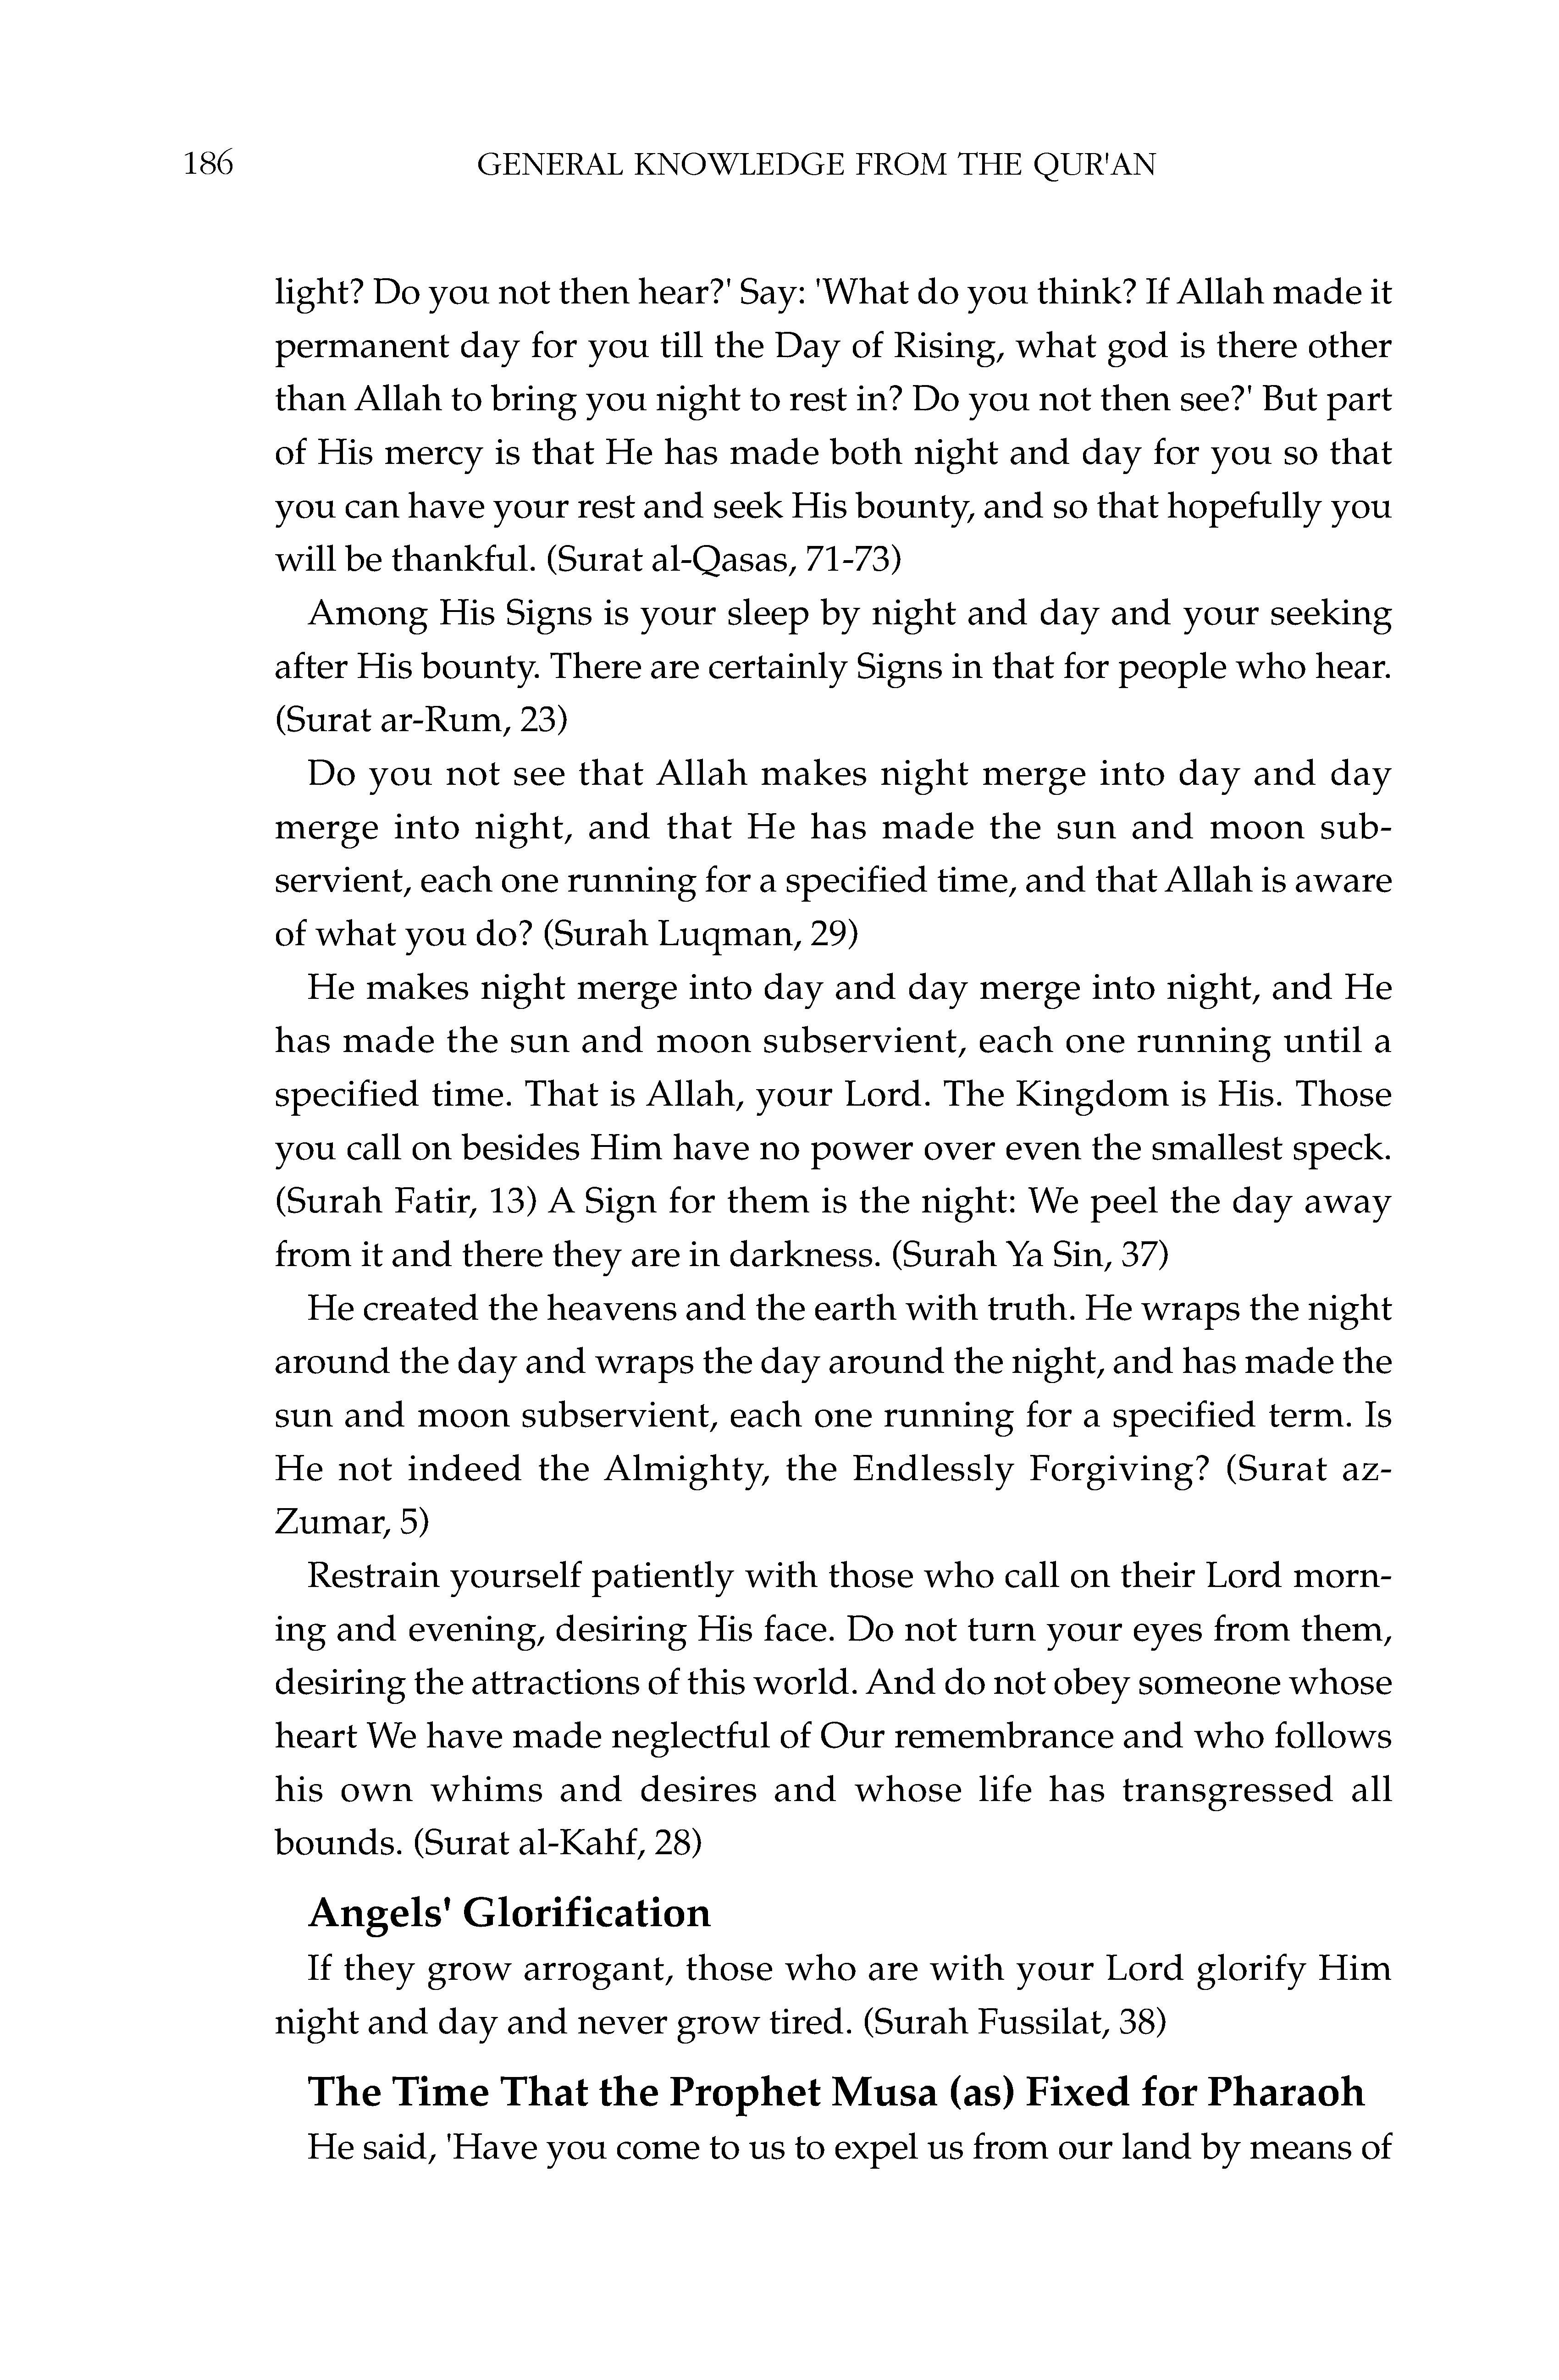 186 GENERAL KNOWLEDGE FROM THE QUR'AN
light? Do you not then hear?' Say: 'What do you think? If Allah made it
permanent day for you till the Day of Rising, what god is there other
than Allah to bring you night to rest in? Do you not then see?' But part
of His mercy is that He has made both night and day for you so that
you can have your rest and seek His bounty, and so that hopefully you
will be thankful. (Surat al-Qasas, 71-73)
Among His Signs is your sleep by night and day and your seeking
after His bounty. There are certainly Signs in that for people who hear.
(Surat ar-Rum, 23)
Do you not see that Allah makes night merge into day and day
merge into night, and that He has made the sun and moon sub-
servient, each one running for a specified time, and that Allah is aware
of what you do? (Surah Luqman, 29)
He makes night merge into day and day merge into night, and He
has made the sun and moon subservient, each one running until a
specified time. That is Allah, your Lord. The Kingdom is His. Those
you call on besides Him have no power over even the smallest speck.
(Surah Fatir, 13) A Sign for them is the night: We peel the day away
from it and there they are in darkness. (Surah Ya Sin, 37)
He created the heavens and the earth with truth. He wraps the night
around the day and wraps the day around the night, and has made the
sun and moon subservient, each one running for a specified term. Is
He not indeed the Almighty, the Endlessly Forgiving? (Surat az-
Zumar, 5)
Restrain yourself patiently with those who call on their Lord morn-
ing and evening, desiring His face. Do not turn your eyes from them,
desiring the attractions of this world. And do not obey someone whose
heart We have made neglectful of Our remembrance and who follows
his own whims and desires and whose life has transgressed all
bounds. (Surat al-Kahf, 28)
Angels' Glorification
If they grow arrogant, those who are with your Lord glorify Him
night and day and never grow tired. (Surah Fussilat, 38)
The Time That the Prophet Musa (as) Fixed for Pharaoh
He said, 'Have you come to us to expel us from our land by means of